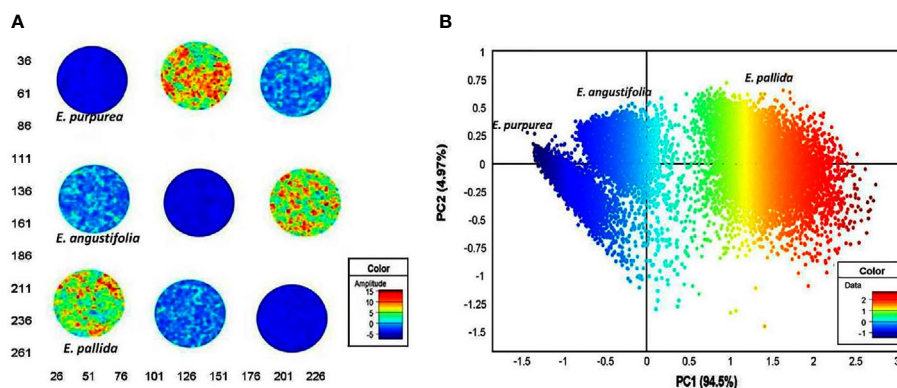 A
36
61
86
111
136
161
186
211
236
261
E. purpurea
E. angustifolia
E. pallida
26 51 76 101 126 151 176 201 226
Color
Amplitude
15
10
5
0
-5
B
E. pallida
E. angustifolia
E. purpurea
PC2 (4.97%)
1
0.75
0.5
0.25
0
-0.25
-0.5
-0.75
-1
-1.25
-1.5
-1.5 -1 -0.5 0 0.5 1 1.5 2 2.5 3
PC1 (94.5%)
Color
Data
2
1
0
-1